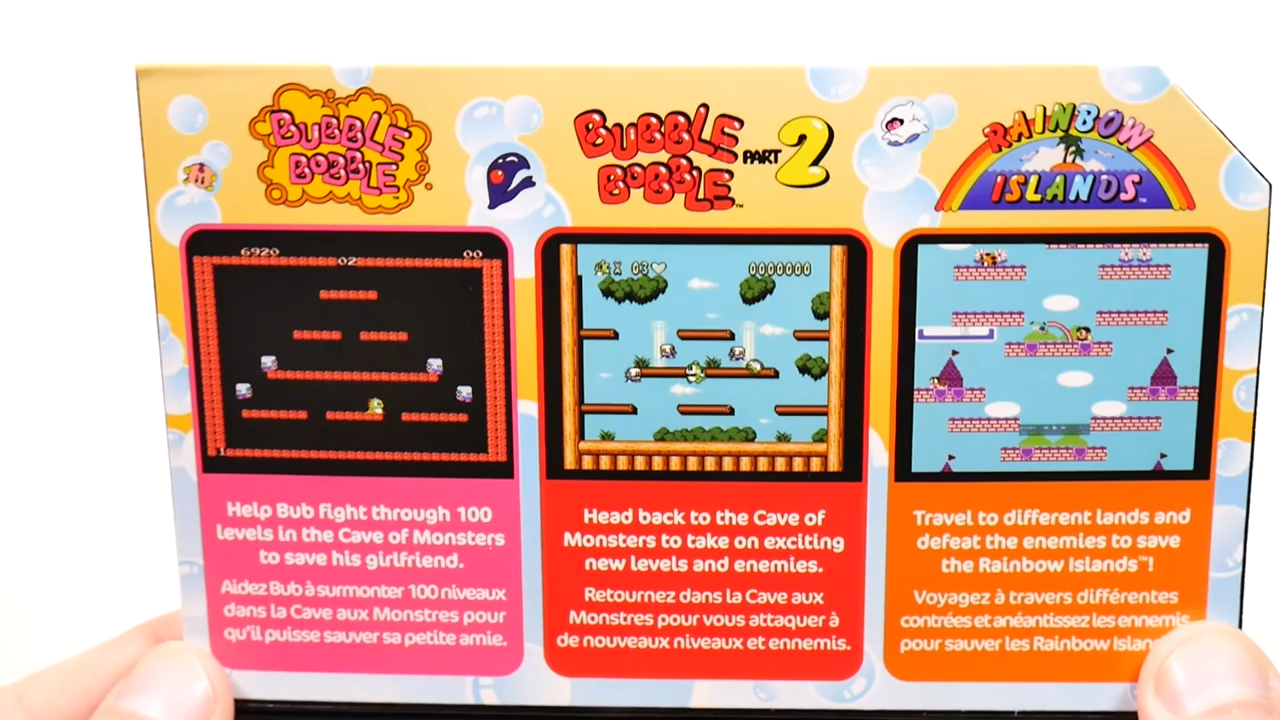 BUBBLE
BOBBLE
6920
02
00
1
Help Bub fight through 100
levels in the Cave of Monsters
to save his girlfriend.
Aidez Bub à surmonter 100 niveaux
dans la Cave aux Monstres pour
qu'il puisse sauver sa petite amie.
BUBBLE
BOBBLE™
PART 2
X 03
0000000
Head back to the Cave of
Monsters to take on exciting
new levels and enemies.
Retournez dans la Cave aux
Monstres pour vous attaquer à
de nouveaux niveaux et ennemis.
RAINBOW
ISLANDS™
Travel to different lands and
defeat the enemies to save
the Rainbow Islands™!
Voyagez à travers différentes
contrées et anéantissez les ennemis
pour sauver les Rainbow Islan